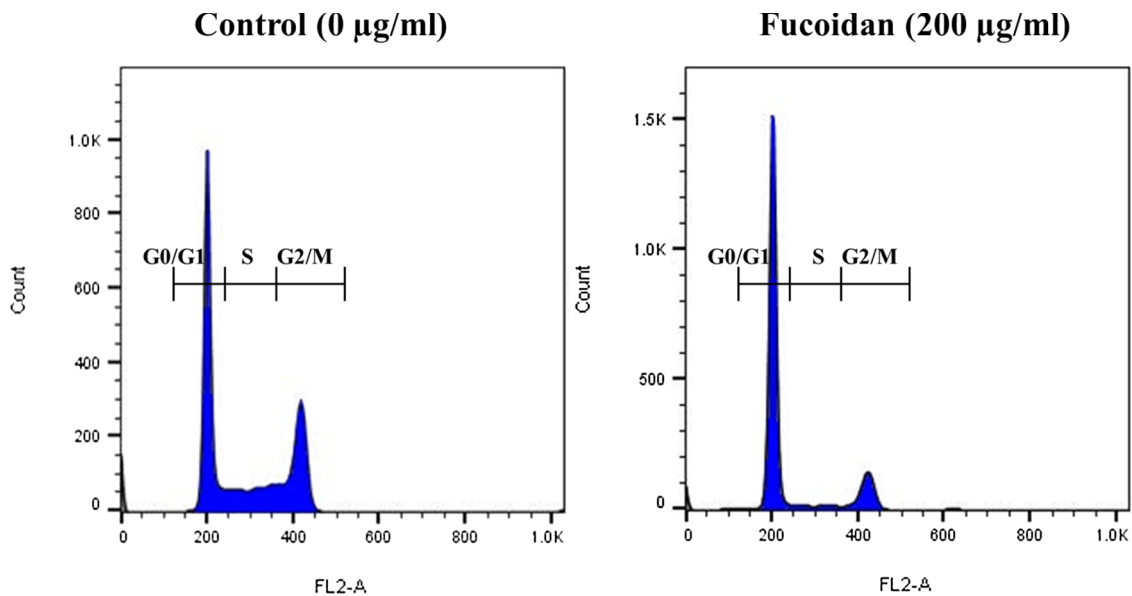 Control (0 μg/ml)
1.0K
800
600
400
200
0
Count
G0/G1 S G2/M
0 200 400 600 800 1.0K
FL2-A
Fucoidan (200 μg/ml)
1.5K
1.0K
500
0
Count
G0/G1 S G2/M
0 200 400 600 800 1.0K
FL2-A